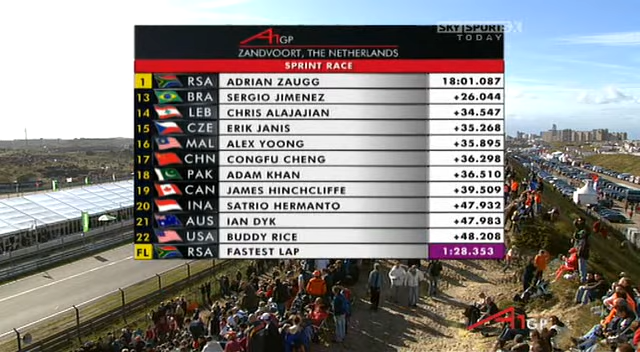 A1GP
SKY SPORTS X
TODAY
ZANDVOORT, THE NETHERLANDS
SPRINT RACE
1 RSA ADRIAN ZAUGG 18:01.087
13 BRA SERGIO JIMENEZ +26.044
14 LEB CHRIS ALAJAJIAN +34.547
15 CZE ERIK JANIS +35.268
16 MAL ALEX YOONG +35.895
17 CHN CONGFU CHENG +36.298
18 PAK ADAM KHAN +36.510
19 CAN JAMES HINCHCLIFFE +39.509
20 INA SATRIO HERMANTO +47.932
21 AUS IAN DYK +47.983
22 USA BUDDY RICE +48.208
FL RSA FASTEST LAP 1:28.353
A1GP